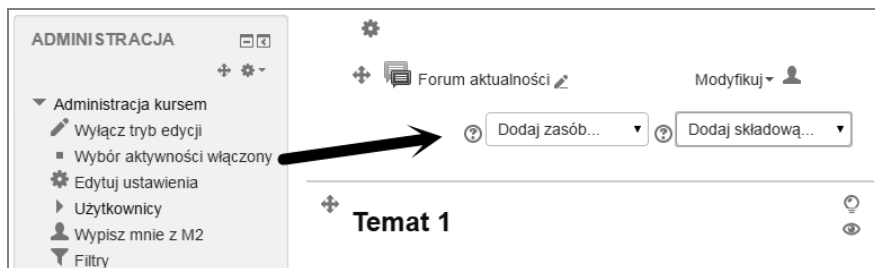 ADMINISTRACJA
Administracja kursem
Wyłącz tryb edycji
Wybór aktywności włączony
Edytuj ustawienia
Użytkownicy
Wypisz mnie z M2
Filtry
Forum aktualności
Modyfikuj
Dodaj zasób...
Dodaj składową...
Temat 1